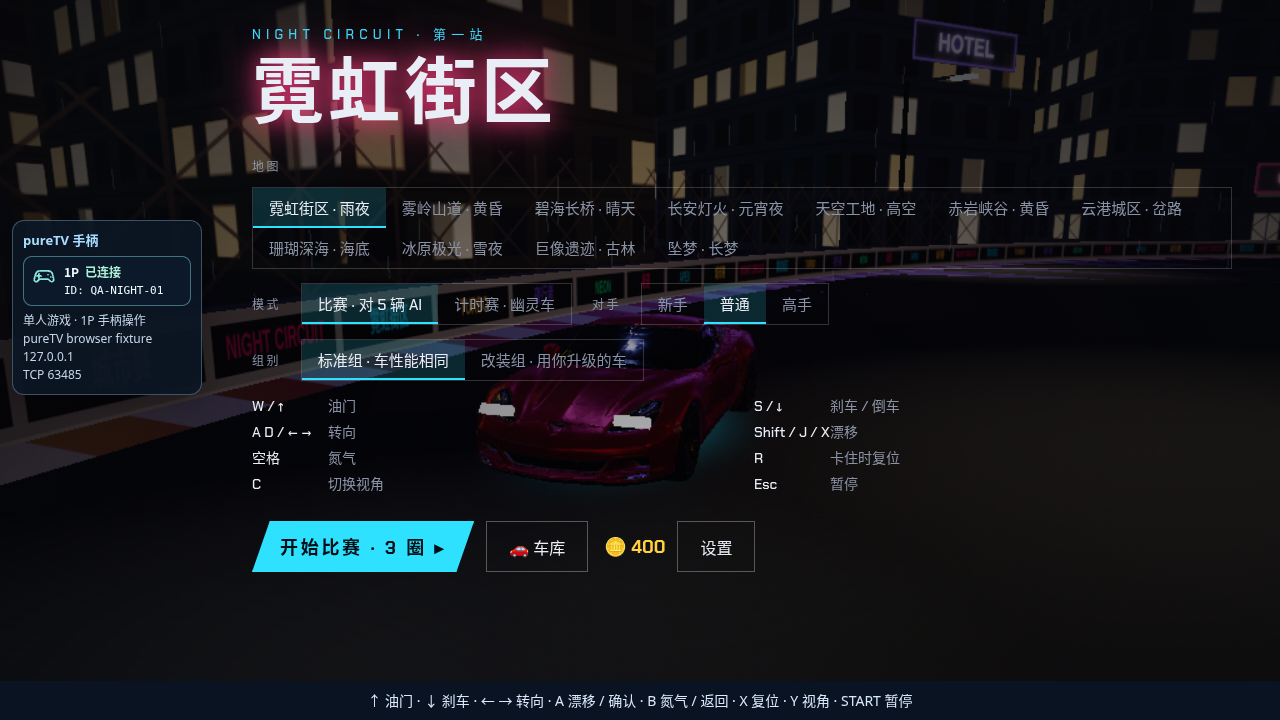 NIGHT CIRCUIT · 第一站
霓虹街区
HOTEL
地图
霓虹街区 · 雨夜 雾岭山道 · 黄昏 碧海长桥 · 晴天 长安灯火 · 元宵夜 天空工地 · 高空 赤岩峡谷 · 黄昏 云港城区 · 岔路
珊瑚深海 · 海底 冰原极光 · 雪夜 巨像遗迹 · 古林 坠梦 · 长梦
pureTV 手柄
1P 已连接
ID: QA-NIGHT-01
单人游戏 · 1P 手柄操作
pureTV browser fixture
127.0.0.1
TCP 63485
模式 比赛 · 对 5 辆 AI 计时赛 · 幽灵车 对手 新手 普通 高手
NIGHT CIRCUIT
组别 标准组 · 车性能相同 改装组 · 用你升级的车
W / ↑ 油门 S / ↓ 刹车 / 倒车
A D / ← → 转向 Shift / J / X 漂移
空格 氮气 R 卡住时复位
C 切换视角 Esc 暂停
开始比赛 · 3 圈 ▸ 🚗 车库 🪙 400 设置
↑ 油门 · ↓ 刹车 · ← → 转向 · A 漂移 / 确认 · B 氮气 / 返回 · X 复位 · Y 视角 · START 暂停